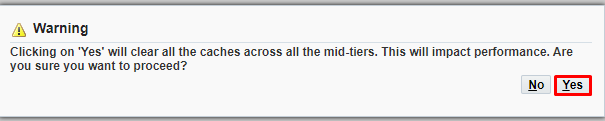 Warning
Clicking on 'Yes' will clear all the caches across all the mid-tiers. This will impact performance. Are
you sure you want to proceed?
No Yes